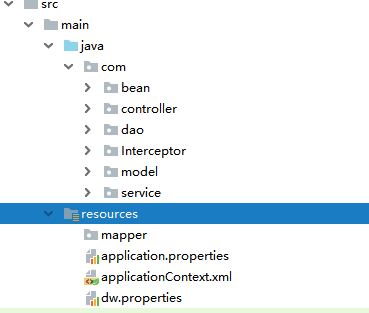 src
main
java
com
bean
controller
dao
Interceptor
model
service
resources
mapper
application.properties
applicationContext.xml
dw.properties